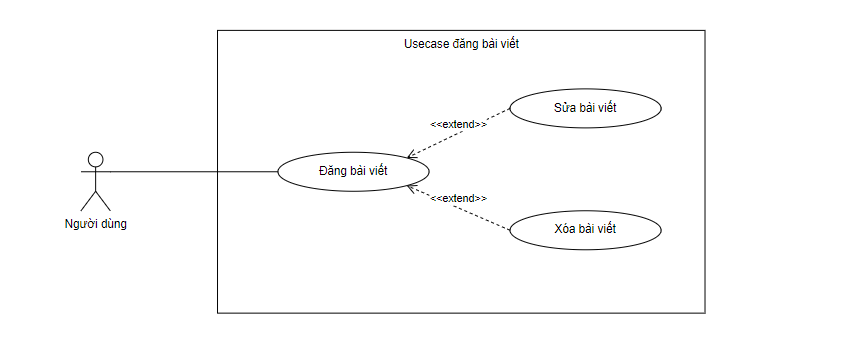 Usecase đăng bài viết
Sửa bài viết
<<extend>>
Đăng bài viết
<<extend>>
Xóa bài viết
Người dùng